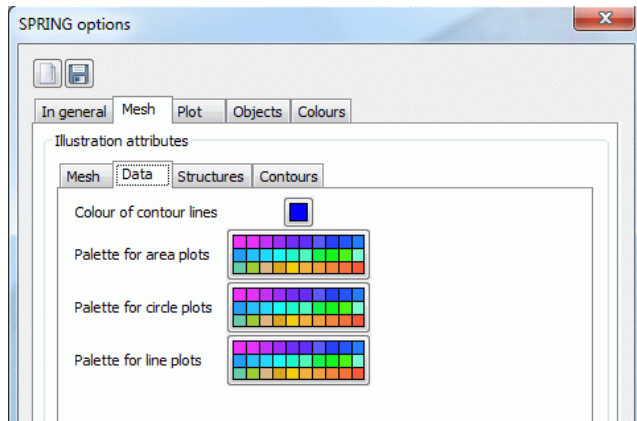 SPRING options
In general Mesh Plot Objects Colours
Illustration attributes
Mesh Data Structures Contours
Colour of contour lines
Palette for area plots
Palette for circle plots
Palette for line plots